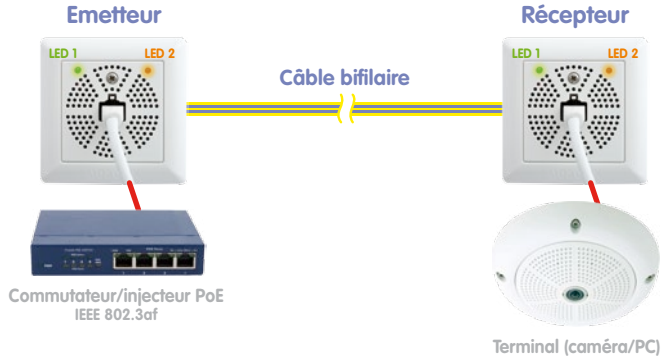 Emetteur
Récepteur
LED 1
LED 2
LED 1
LED 2
Câble bifilaire
Commutateur/injecteur PoE
IEEE 802.3af
Terminal (caméra/PC)